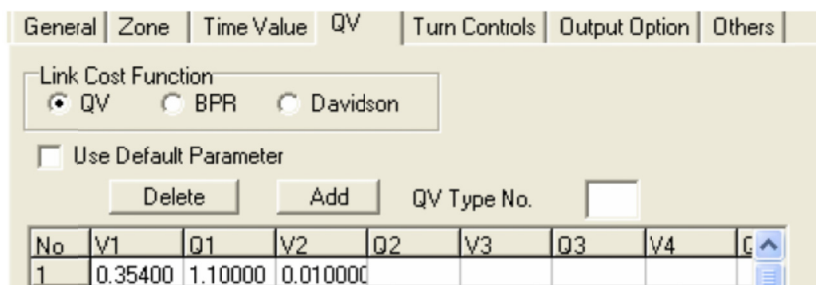 General Zone Time Value QV Turn Controls Output Option Others
Link Cost Function
QV BPR Davidson
Use Default Parameter
Delete Add QV Type No.
No V1 Q1 V2 Q2 V3 Q3 V4
1 0.35400 1.10000 0.010000